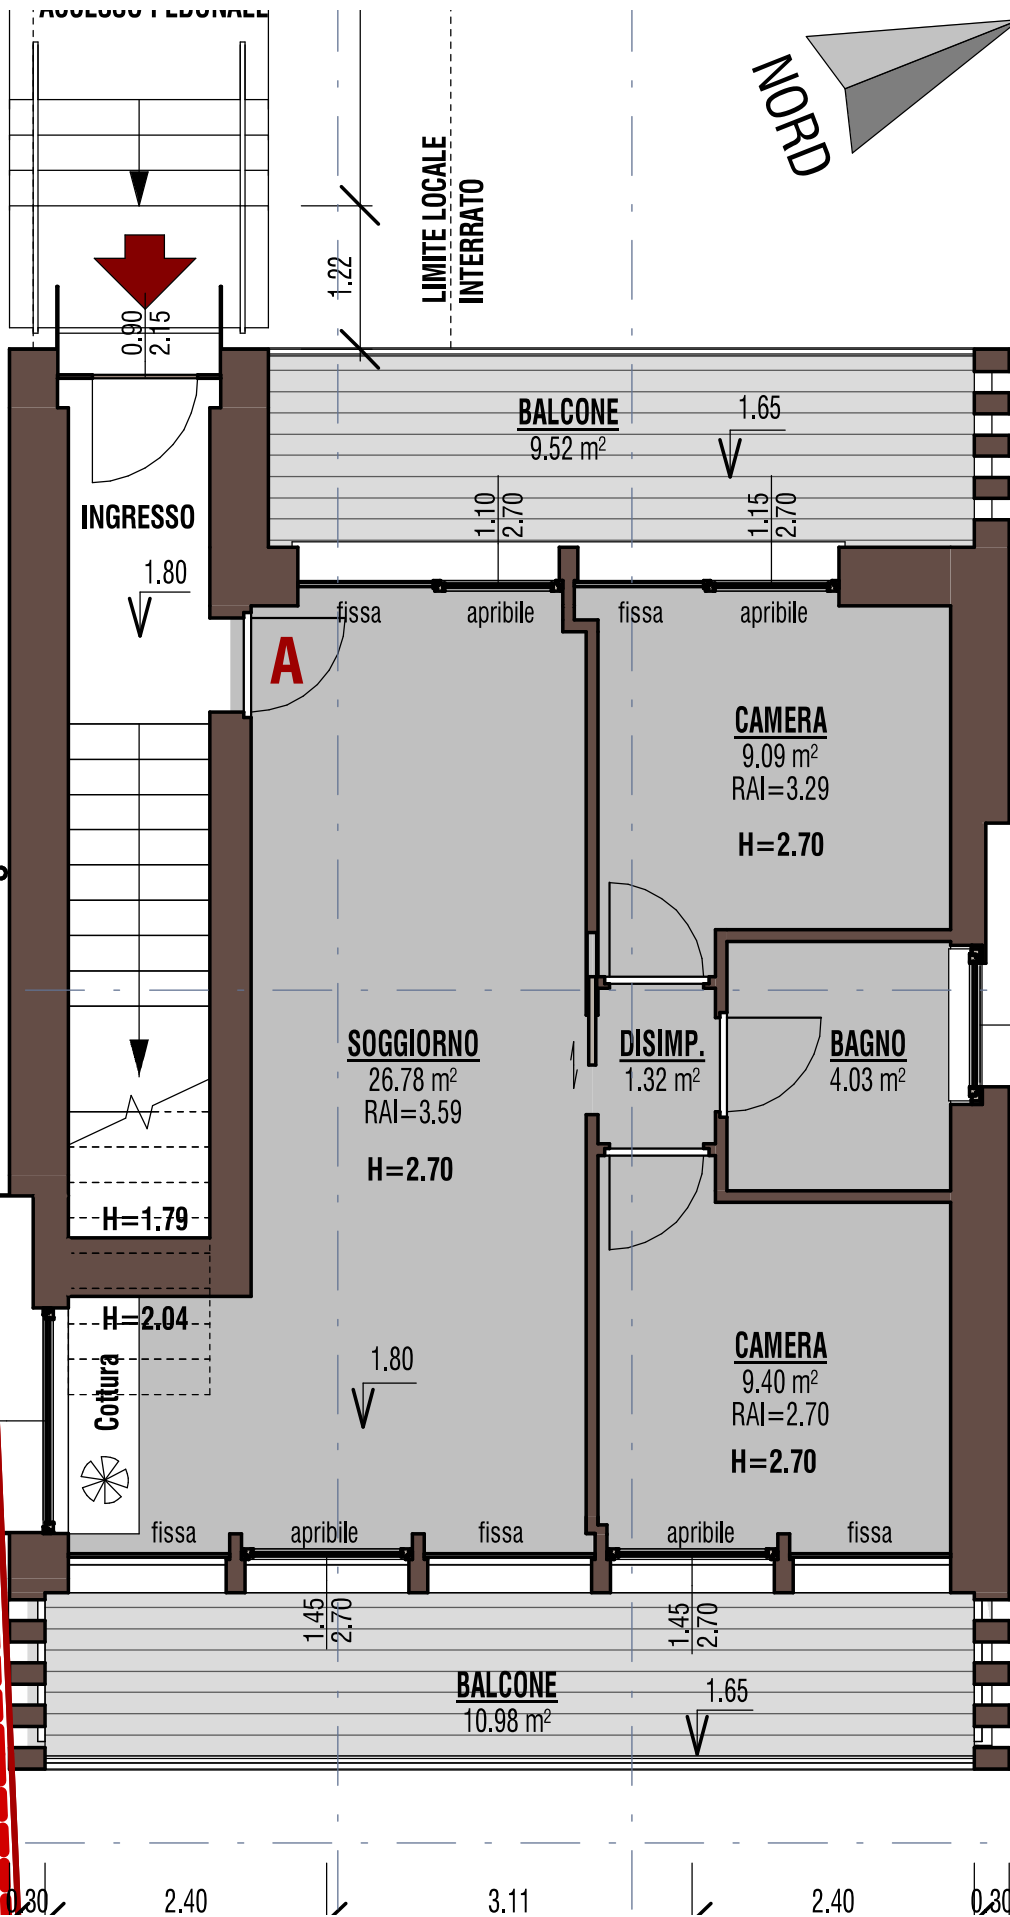 ACCESSO PEDONALE
NORD
LIMITE LOCALE
INTERRATO
1.22
0.90
2.15
BALCONE
9.52 m²
1.65
1.10
2.70
1.15
2.70
INGRESSO
1.80
fissa
apribile
fissa
apribile
A
CAMERA
9.09 m²
RAI=3.29
H=2.70
SOGGIORNO
26.78 m²
RAI=3.59
H=2.70
DISIMP.
1.32 m²
BAGNO
4.03 m²
H=1.79
H=2.04
Cottura
1.80
CAMERA
9.40 m²
RAI=2.70
H=2.70
fissa
apribile
fissa
apribile
fissa
1.45
2.70
1.45
2.70
BALCONE
10.98 m²
1.65
0.30
2.40
3.11
2.40
0.30